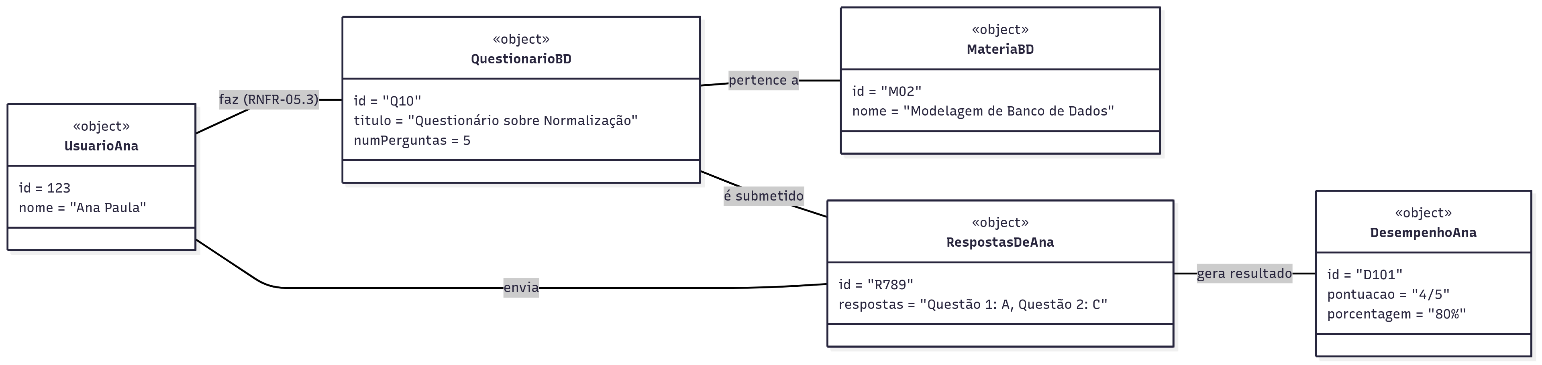 «object»
UsuarioAna
id = 123
nome = "Ana Paula"
faz (RNFR-05.3)
«object»
QuestionarioBD
id = "Q10"
titulo = "Questionário sobre Normalização"
numPerguntas = 5
pertence a
«object»
MateriaBD
id = "M02"
nome = "Modelagem de Banco de Dados"
é submetido
envia
«object»
RespostasDeAna
id = "R789"
respostas = "Questão 1: A, Questão 2: C"
gera resultado
«object»
DesempenhoAna
id = "D101"
pontuacao = "4/5"
porcentagem = "80%"